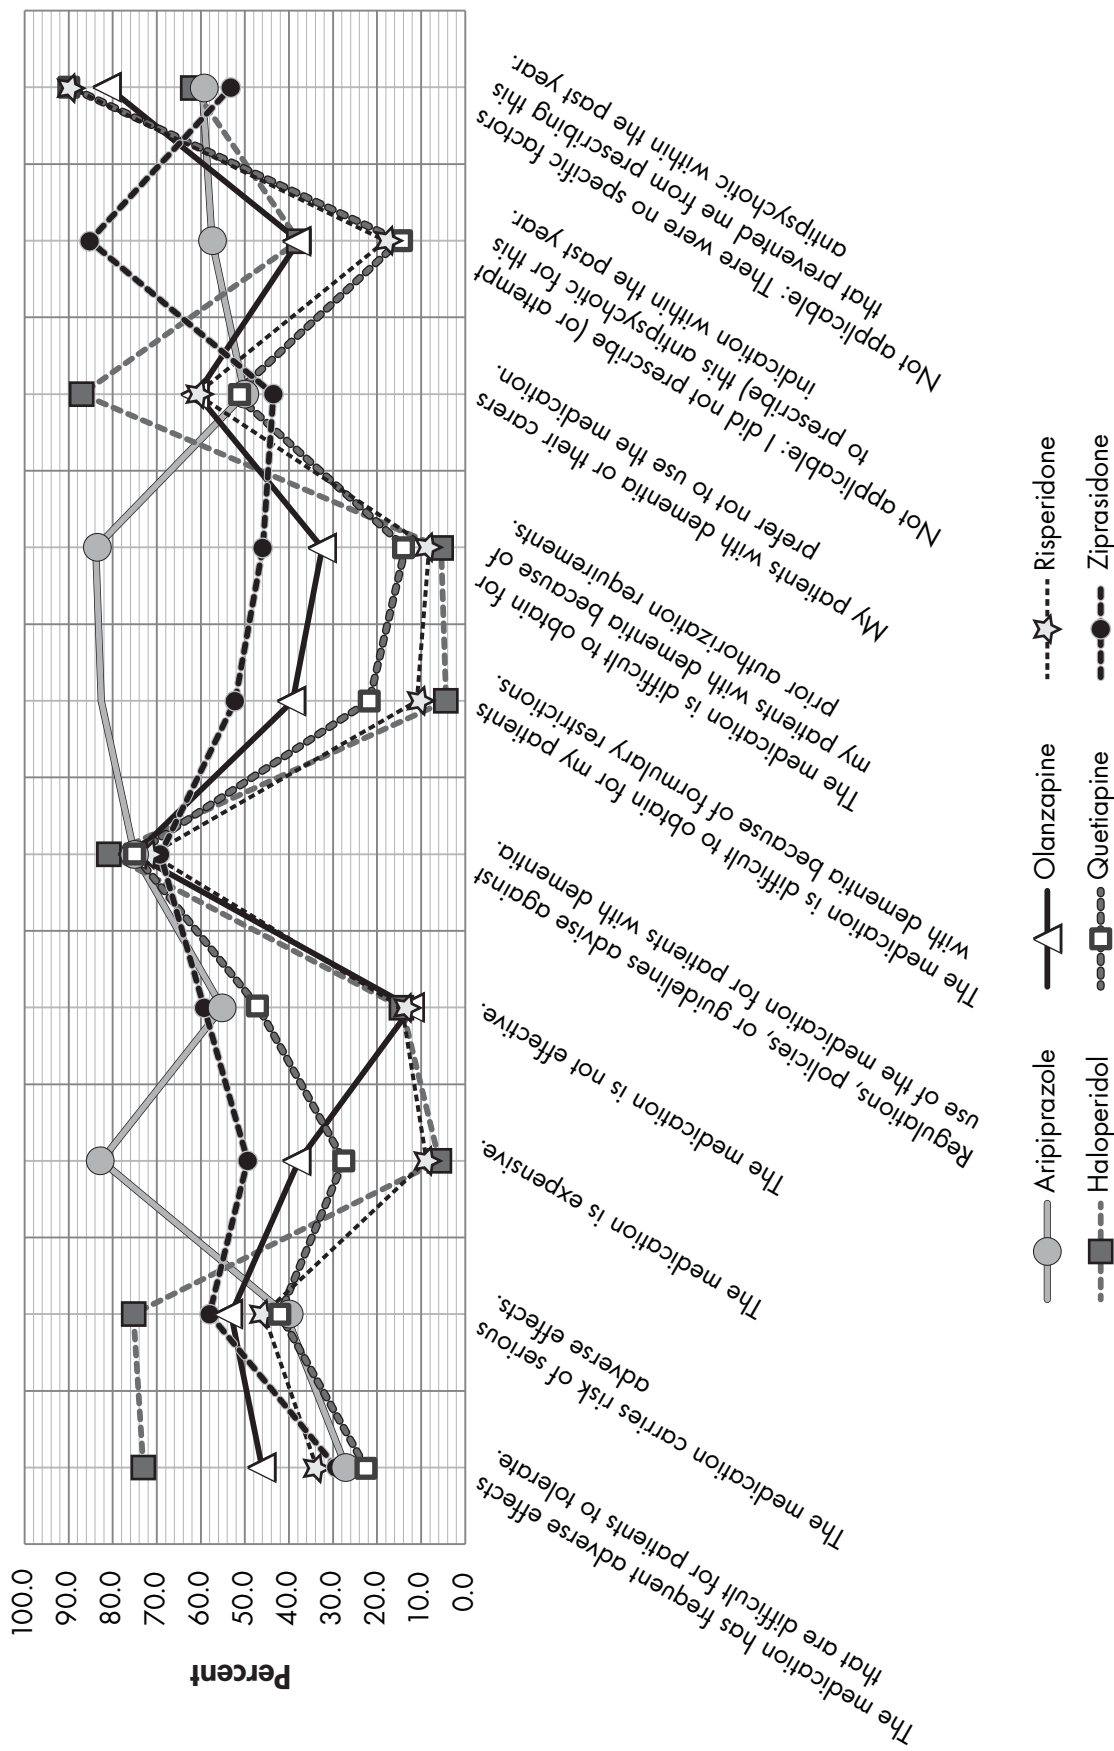 Percent
100.0
90.0
80.0
70.0
60.0
50.0
40.0
30.0
20.0
10.0
0.0
The medication has frequent adverse effects
that are difficult for patients to tolerate.
The medication carries risk of serious
adverse effects.
The medication is expensive.
The medication is not effective.
Regulations, policies, or guidelines advise against
use of the medication for patients with dementia.
The medication is difficult to obtain for my patients
with dementia because of formulary restrictions.
The medication is difficult to obtain for
my patients with dementia because of
prior authorization requirements.
My patients with dementia or their carers
prefer not to use the medication.
Not applicable: I did not prescribe (or attempt
to prescribe) this antipsychotic for this
indication within the past year.
Not applicable: There were no specific factors
that prevented me from prescribing this
antipsychotic within the past year.
Aripiprazole
Olanzapine
Risperidone
Haloperidol
Quetiapine
Ziprasidone